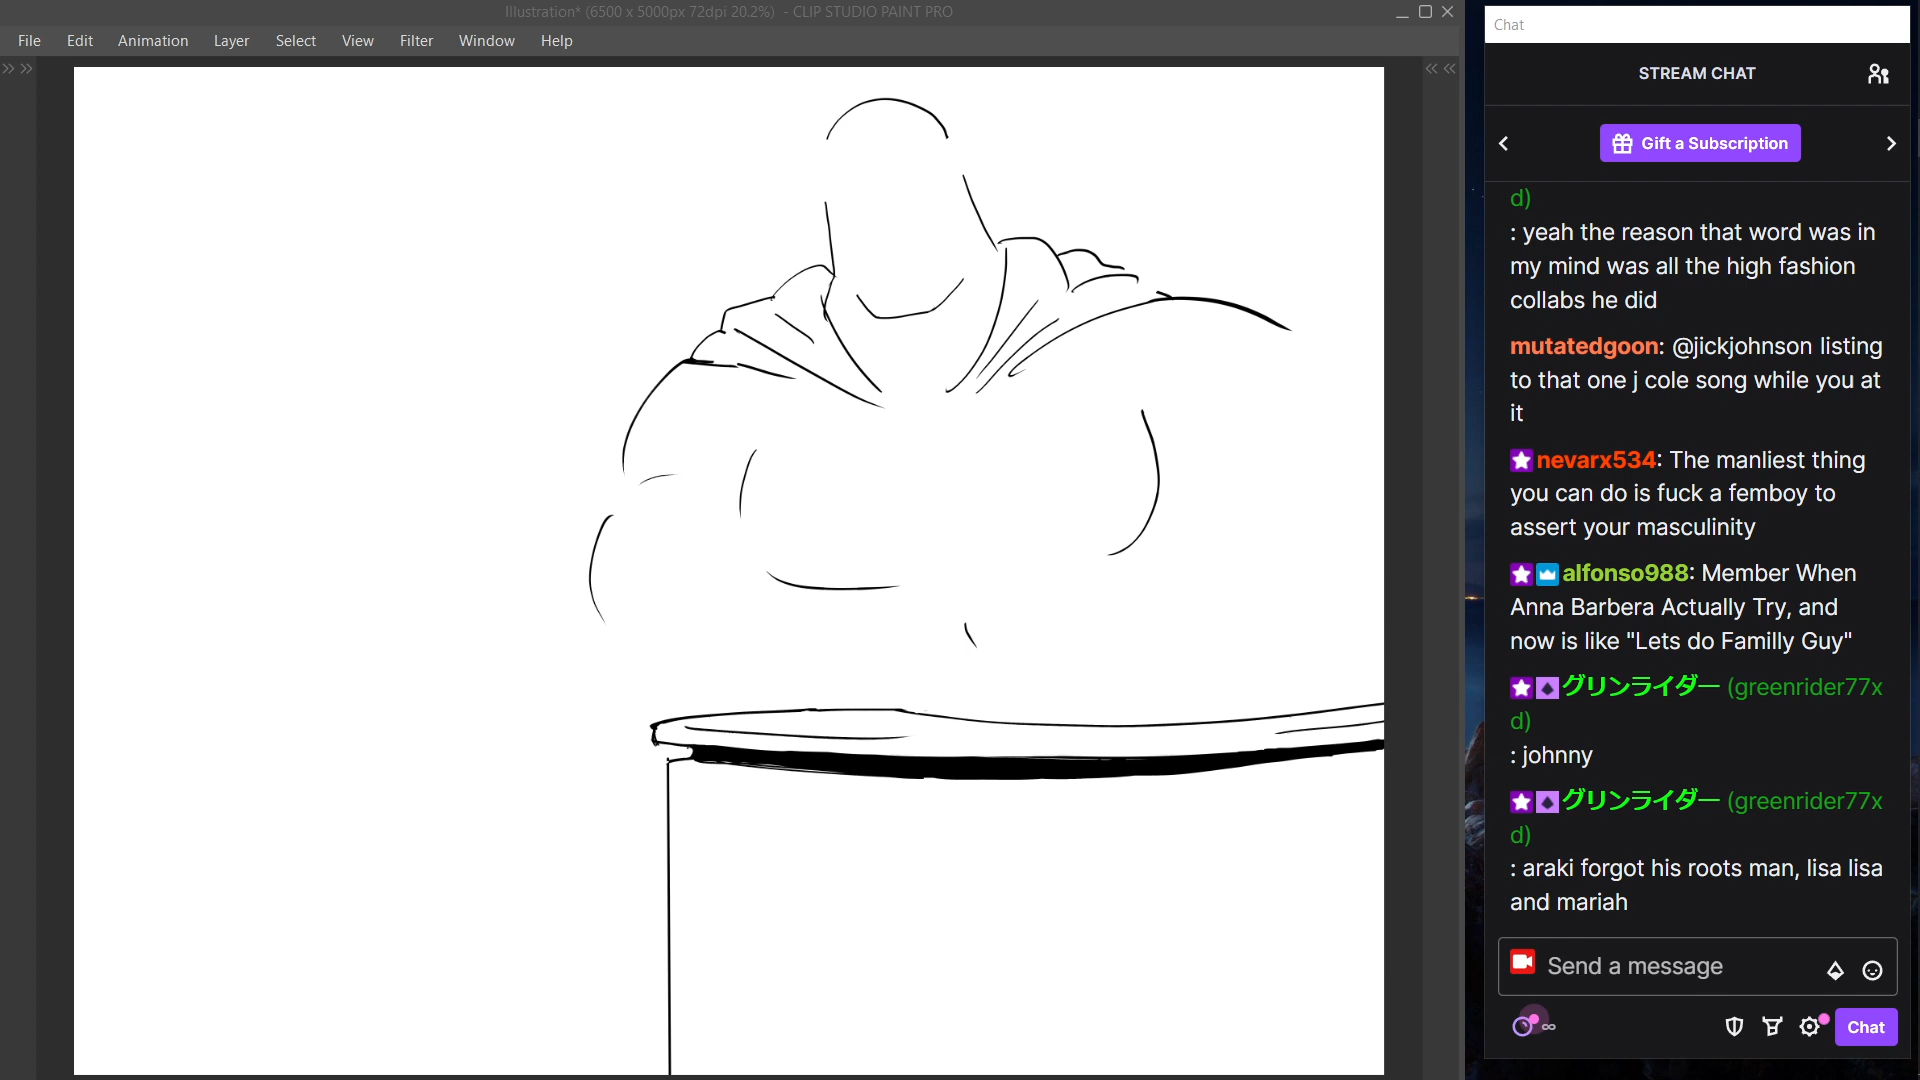 Illustration* (6500 x 5000px 72dpi 20.2%) - CLIP STUDIO PAINT PRO
File Edit Animation Layer Select View Filter Window Help
Chat
STREAM CHAT
Gift a Subscription
d)
: yeah the reason that word was in
my mind was all the high fashion
collabs he did
mutatedgoon: @jickjohnson listing
to that one j cole song while you at
it
nevarx534: The manliest thing
you can do is fuck a femboy to
assert your masculinity
alfonso988: Member When
Anna Barbera Actually Try, and
now is like "Lets do Familly Guy"
グリンライダー (greenrider77x
d)
: johnny
グリンライダー (greenrider77x
d)
: araki forgot his roots man, lisa lisa
and mariah
Send a message
Chat